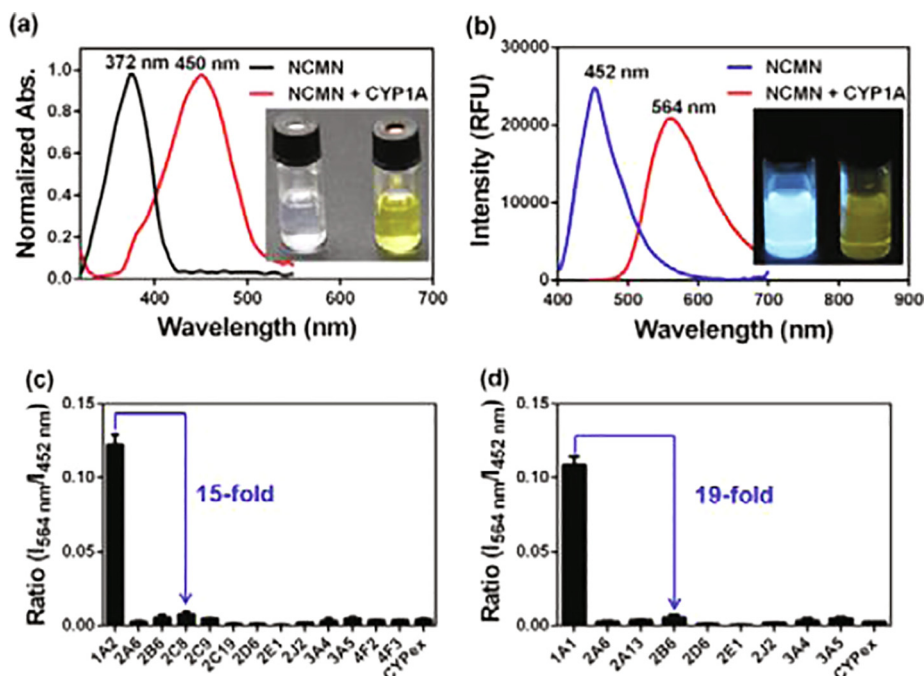 (a)
Normalized Abs.
1.0
0.8
0.6
0.4
0.2
0.0
372 nm 450 nm
NCMN
NCMN + CYP1A
400 500 600 700
Wavelength (nm)
(b)
Intensity (RFU)
30000
20000
10000
0
452 nm
564 nm
NCMN
NCMN + CYP1A
400 500 600 700 800 900
Wavelength (nm)
(c)
Ratio (I564 nm/I452 nm)
0.15
0.10
0.05
0.00
15-fold
1A2 2A6 2B6 2C8 2C9 2C19 2D6 2E1 2J2 3A4 3A5 4F2 4F3 CYPex
(d)
Ratio (I564 nm/I452 nm)
0.15
0.10
0.05
0.00
19-fold
1A1 2A6 2A13 2B6 2D6 2E1 2J2 3A4 3A5 CYPex